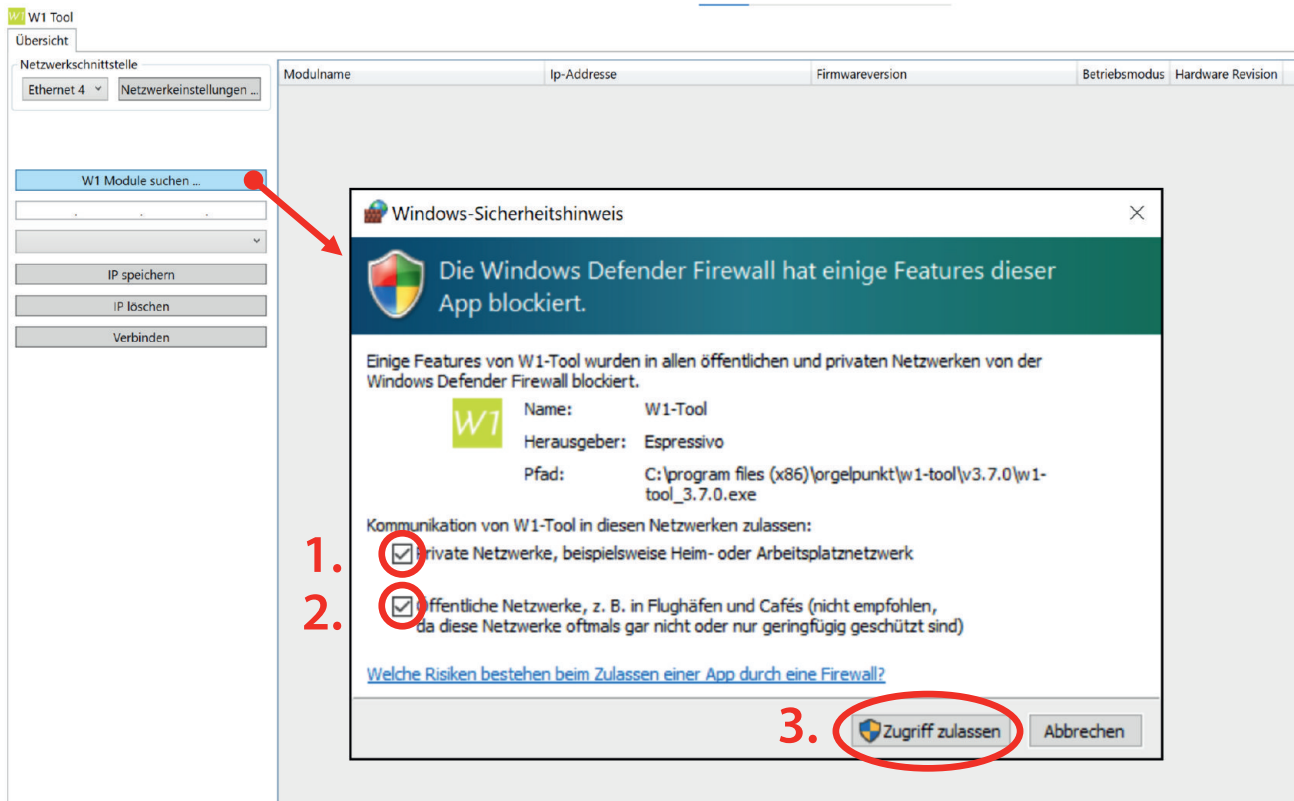 W1 W1 Tool
Übersicht
Netzwerkschnittstelle
Ethernet 4 Netzwerkeinstellungen ...
Modulname Ip-Addresse Firmwareversion Betriebsmodus Hardware Revision
W1 Module suchen ...
. . .
IP speichern
IP löschen
Verbinden
Windows-Sicherheitshinweis
Die Windows Defender Firewall hat einige Features dieser
App blockiert.
Einige Features von W1-Tool wurden in allen öffentlichen und privaten Netzwerken von der
Windows Defender Firewall blockiert.
W1
Name: W1-Tool
Herausgeber: Espressivo
Pfad: C:\program files (x86)\orgelpunkt\w1-tool\v3.7.0\w1-
tool_3.7.0.exe
Kommunikation von W1-Tool in diesen Netzwerken zulassen:
1. Private Netzwerke, beispielsweise Heim- oder Arbeitsplatznetzwerk
2. Öffentliche Netzwerke, z. B. in Flughäfen und Cafés (nicht empfohlen,
da diese Netzwerke oftmals gar nicht oder nur geringfügig geschützt sind)
Welche Risiken bestehen beim Zulassen einer App durch eine Firewall?
3. Zugriff zulassen Abbrechen